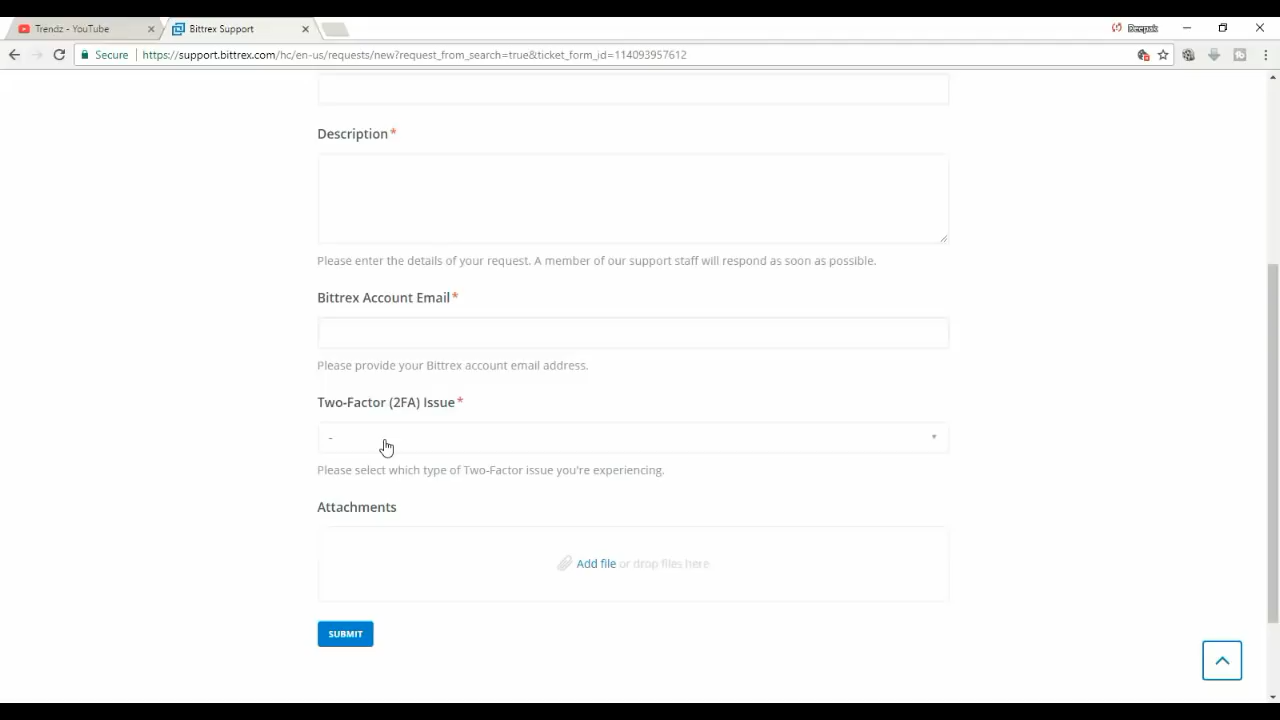 Trendz - YouTube
Bittrex Support
Deepak
Secure
https://support.bittrex.com/hc/en-us/requests/new?request_from_search=true&ticket_form_id=114093957612
Description*
Please enter the details of your request. A member of our support staff will respond as soon as possible.
Bittrex Account Email*
Please provide your Bittrex account email address.
Two-Factor (2FA) Issue*
-
Please select which type of Two-Factor issue you're experiencing.
Attachments
Add file or drop files here
SUBMIT